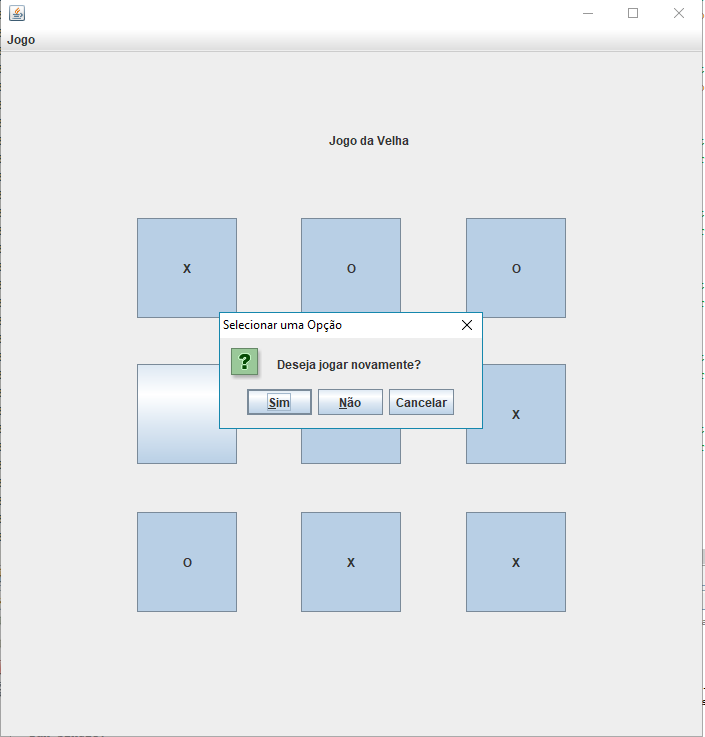 Jogo
Jogo da Velha
X O O
Selecionar uma Opção
?
Deseja jogar novamente?
Sim Não Cancelar
X
O X X